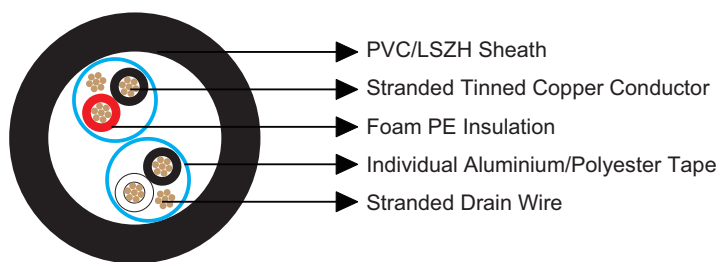 PVC/LSZH Sheath
Stranded Tinned Copper Conductor
Foam PE Insulation
Individual Aluminium/Polyester Tape
Stranded Drain Wire